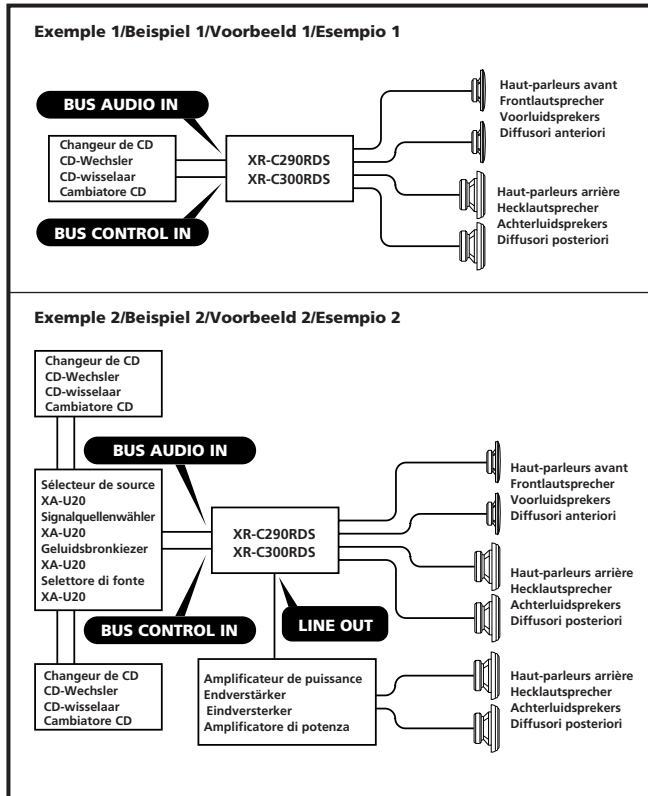 Exemple 1/Beispiel 1/Voorbeeld 1/Esempio 1
BUS AUDIO IN
Changeur de CD
CD-Wechsler
CD-wisselaar
Cambiatore CD
BUS CONTROL IN
XR-C290RDS
XR-C300RDS
Haut-parleurs avant
Frontlautsprecher
Voorluidsprekers
Diffusori anteriori
Haut-parleurs arrière
Hecklautsprecher
Achterluidsprekers
Diffusori posteriori
Exemple 2/Beispiel 2/Voorbeeld 2/Esempio 2
Changeur de CD
CD-Wechsler
CD-wisselaar
Cambiatore CD
BUS AUDIO IN
Sélecteur de source
XA-U20
Signalquellenwähler
XA-U20
Geluidsbronkiezer
XA-U20
Selettore di fonte
XA-U20
XR-C290RDS
XR-C300RDS
BUS CONTROL IN
LINE OUT
Haut-parleurs avant
Frontlautsprecher
Voorluidsprekers
Diffusori anteriori
Haut-parleurs arrière
Hecklautsprecher
Achterluidsprekers
Diffusori posteriori
Changeur de CD
CD-Wechsler
CD-wisselaar
Cambiatore CD
Amplificateur de puissance
Endverstärker
Eindversterker
Amplificatore di potenza
Haut-parleurs arrière
Hecklautsprecher
Achterluidsprekers
Diffusori posteriori